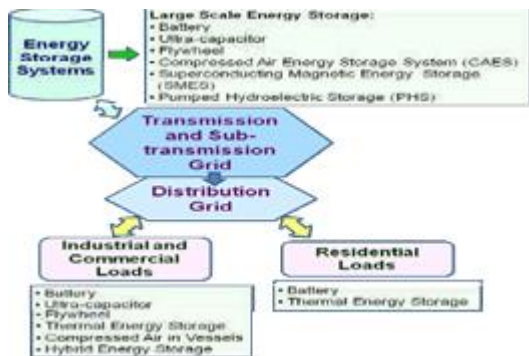 Energy
Storage
Systems
Large Scale Energy Storage:
• Battery
• Ultra-capacitor
• Flywheel
• Compressed Air Energy Storage System (CAES)
• Superconducting Magnetic Energy Storage
(SMES)
• Pumped Hydroelectric Storage (PHS)
Transmission
and Sub-
transmission
Grid
Distribution
Grid
Industrial and
Commercial
Loads
• Battery
• Ultra-capacitor
• Flywheel
• Thermal Energy Storage
• Compressed Air in Vessels
• Hybrid Energy Storage
Residential
Loads
• Battery
• Thermal Energy Storage